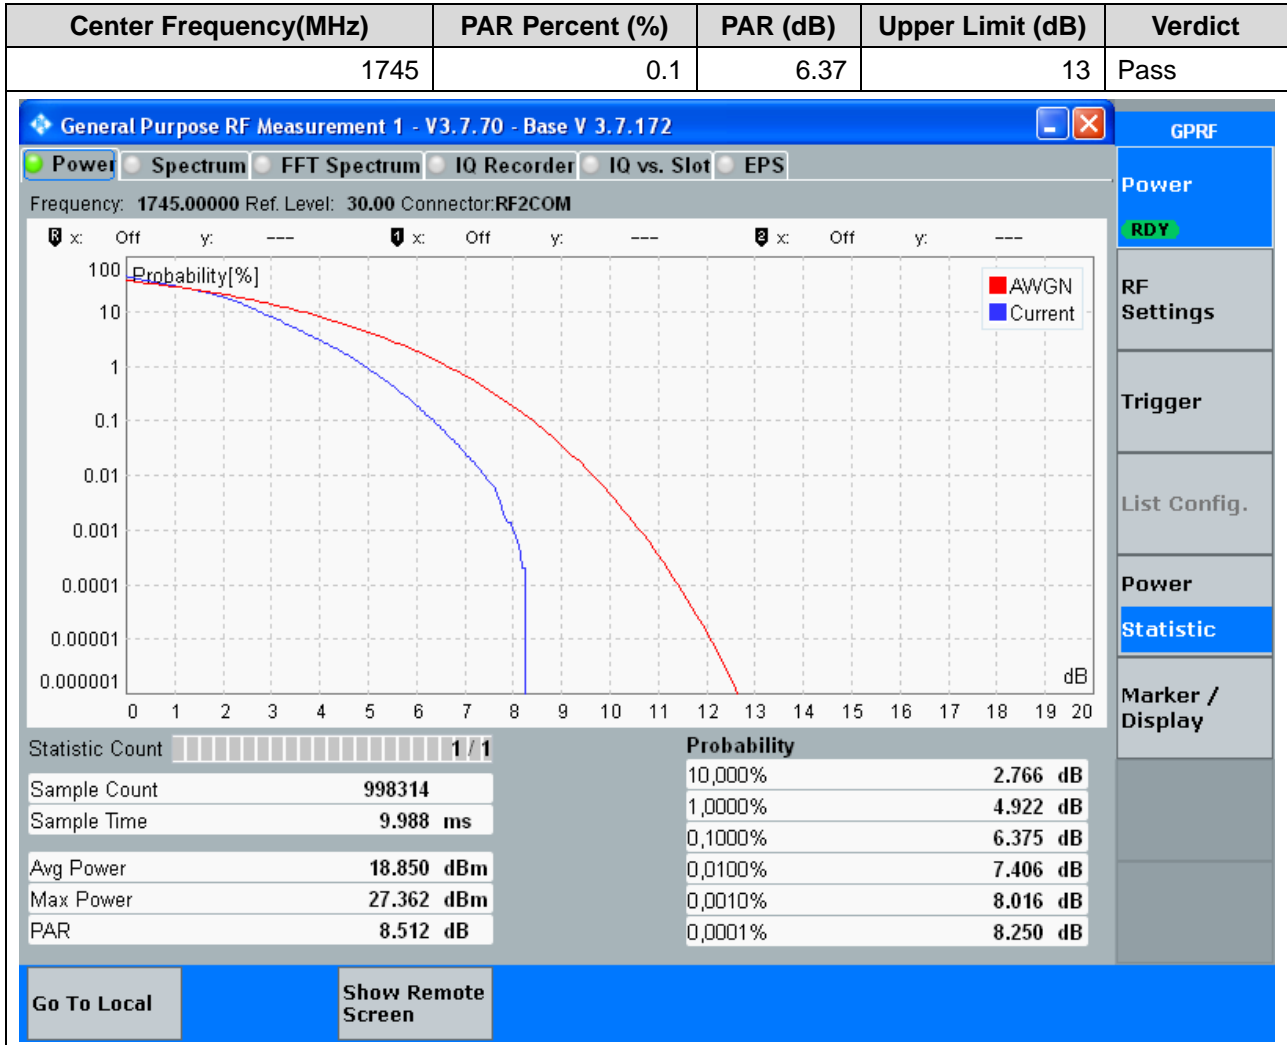 Center Frequency(MHz) PAR Percent (%) PAR (dB) Upper Limit (dB) Verdict
1745 0.1 6.37 13 Pass
General Purpose RF Measurement 1 - V3.7.70 - Base V 3.7.172
GPRF
Power Spectrum FFT Spectrum IQ Recorder IQ vs. Slot EPS
Power
RDY
RF
Settings
Trigger
List Config.
Power
Statistic
Marker /
Display
Frequency: 1745.00000 Ref. Level: 30.00 Connector:RF2COM
R x: Off y: --- 1 x: Off y: --- 2 x: Off y: ---
Probability[%]
AWGN
Current
100
10
1
0.1
0.01
0.001
0.0001
0.00001
0.000001
dB
0 1 2 3 4 5 6 7 8 9 10 11 12 13 14 15 16 17 18 19 20
Statistic Count 1 / 1
Sample Count 998314
Sample Time 9.988 ms
Avg Power 18.850 dBm
Max Power 27.362 dBm
PAR 8.512 dB
Probability
10,000% 2.766 dB
1,0000% 4.922 dB
0,1000% 6.375 dB
0,0100% 7.406 dB
0,0010% 8.016 dB
0,0001% 8.250 dB
Go To Local
Show Remote
Screen